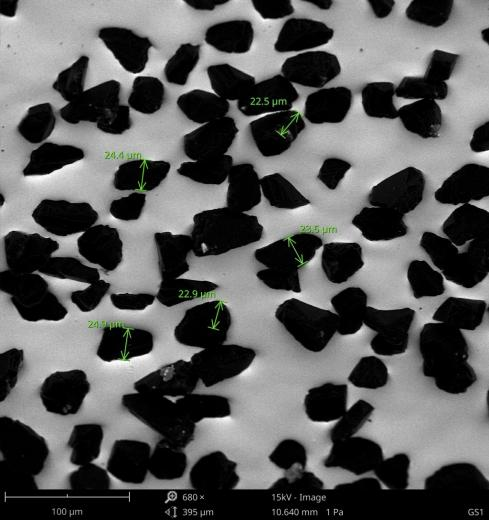 22.5 µm
24.4 µm
23.5 µm
22.9 µm
24.9 µm
680 ×
15kV - Image
100 µm
395 µm
10.640 mm 1 Pa
GS1